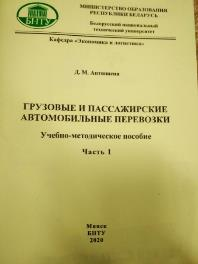 МИНИСТЕРСТВО ОБРАЗОВАНИЯ
РЕСПУБЛИКИ БЕЛАРУСЬ
Белорусский национальный
технический университет
БНТУ
Кафедра «Экономика и логистика»
Д. М. Антюшеня
ГРУЗОВЫЕ И ПАССАЖИРСКИЕ
АВТОМОБИЛЬНЫЕ ПЕРЕВОЗКИ
Учебно-методическое пособие
Часть 1
Минск
БНТУ
2020